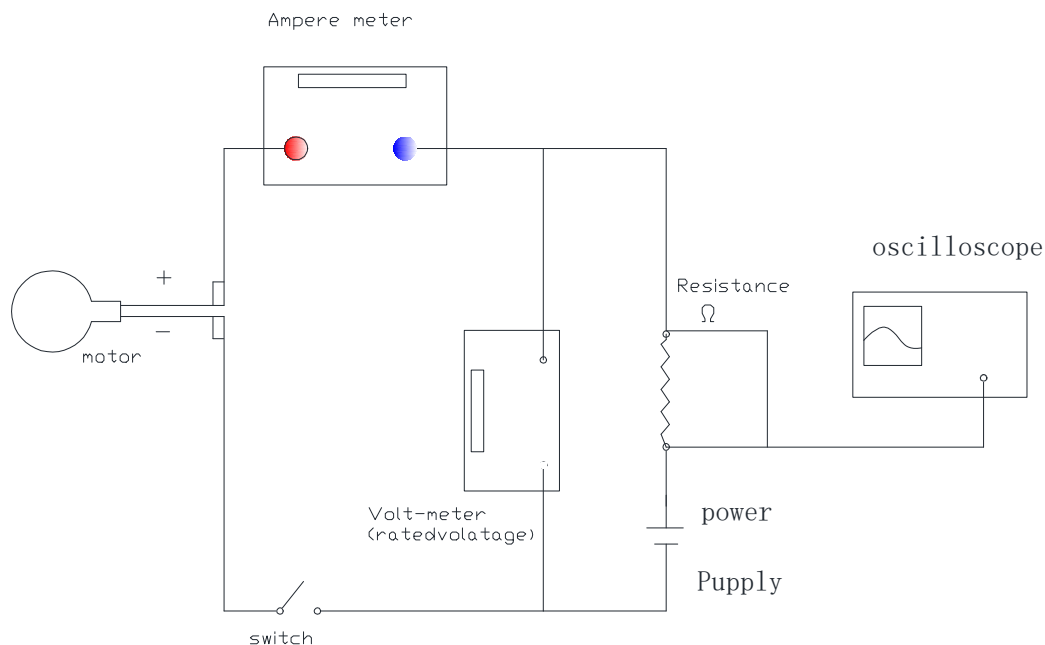 Ampere meter
oscilloscope
+
Resistance
Ω
−
motor
Volt-meter
(ratedvolatage)
power
Pupply
switch